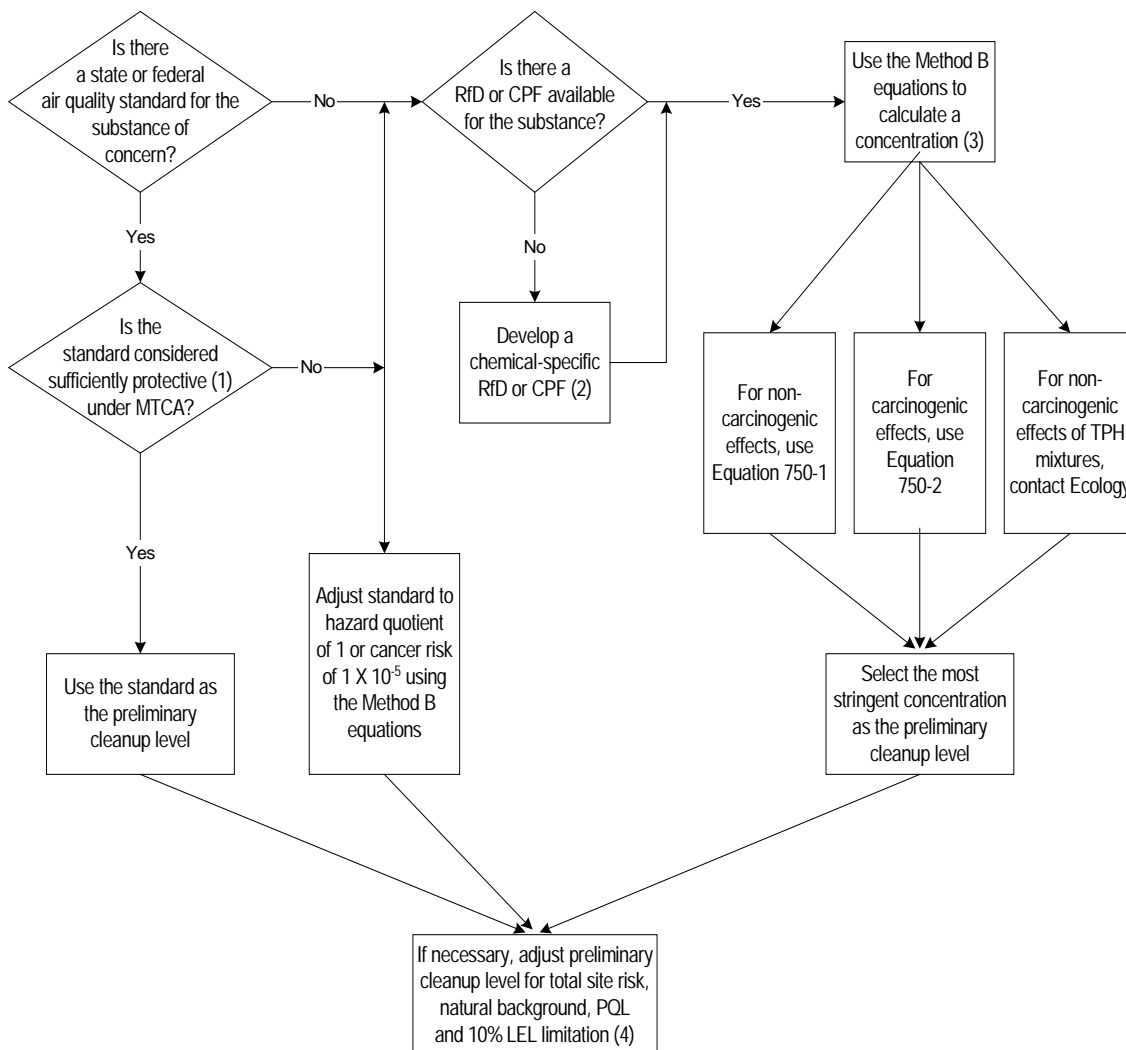 Is there
a state or federal
air quality standard for the
substance of
concern?
No
Is there a
RfD or CPF available
for the substance?
Yes
Use the Method B
equations to
calculate a
concentration (3)
Yes
No
Is the
standard considered
sufficiently protective (1)
under MTCA?
No
Develop a
chemical-specific
RfD or CPF (2)
For non-
carcinogenic
effects, use
Equation 750-1
For
carcinogenic
effects, use
Equation
750-2
For non-
carcinogenic
effects of TPH
mixtures,
contact Ecology
Yes
Use the standard as
the preliminary
cleanup level
Adjust standard to
hazard quotient
of 1 or cancer risk
of 1 X 10-5 using
the Method B
equations
Select the most
stringent concentration
as the preliminary
cleanup level
If necessary, adjust preliminary
cleanup level for total site risk,
natural background, PQL
and 10% LEL limitation (4)